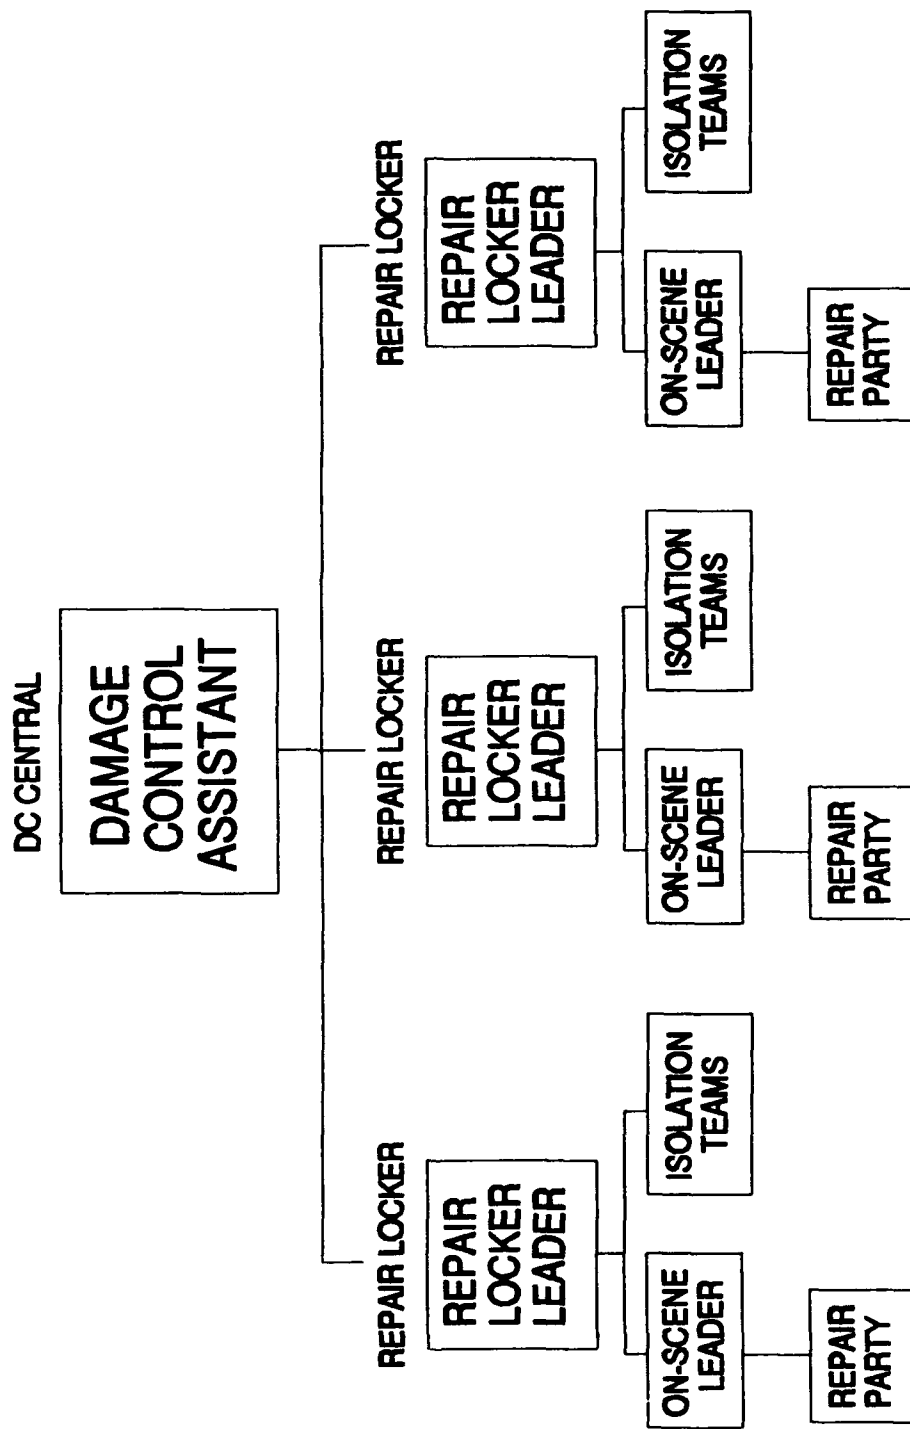 DC CENTRAL
DAMAGE
CONTROL
ASSISTANT
REPAIR LOCKER
REPAIR
LOCKER
LEADER
ON-SCENE
LEADER
REPAIR
PARTY
ISOLATION
TEAMS
REPAIR LOCKER
REPAIR
LOCKER
LEADER
ON-SCENE
LEADER
REPAIR
PARTY
ISOLATION
TEAMS
REPAIR LOCKER
REPAIR
LOCKER
LEADER
ON-SCENE
LEADER
REPAIR
PARTY
ISOLATION
TEAMS